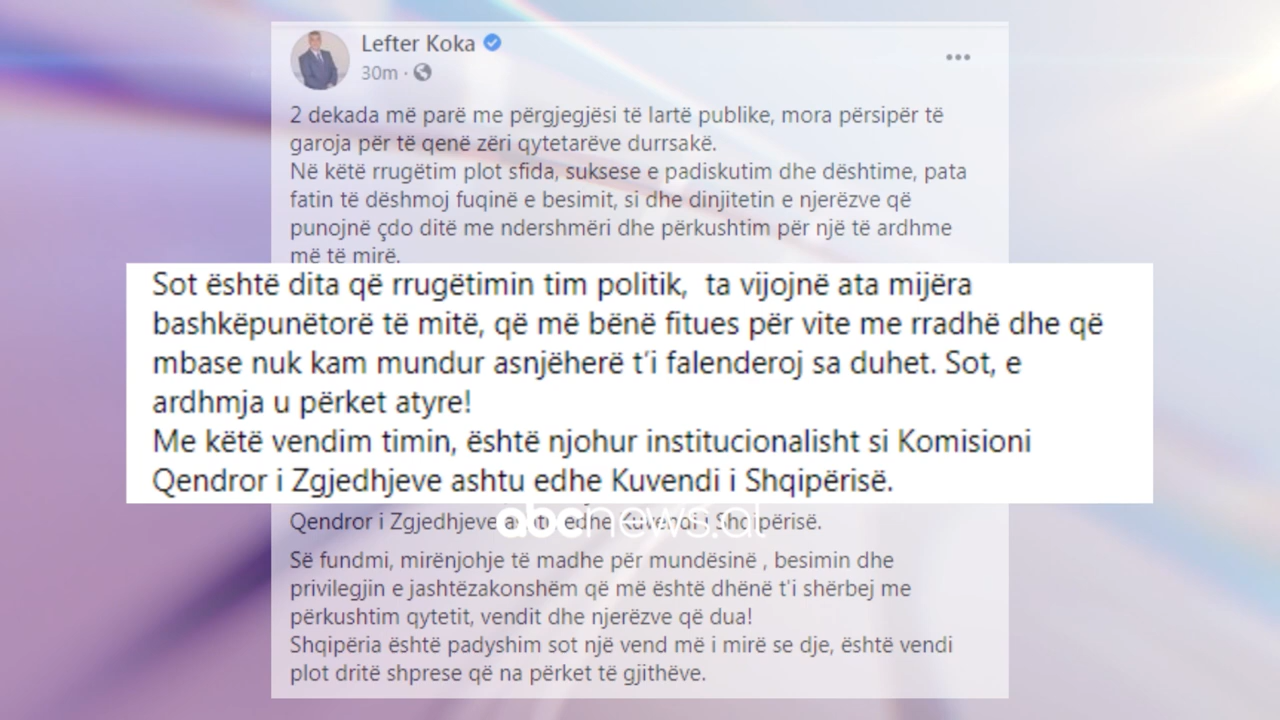 Lefter Koka
30m ·
2 dekada më parë me përgjegjësi të lartë publike, mora përsipër të
garoja për të qenë zëri qytetarëve durrsakë.
Në këtë rrugëtim plot sfida, suksese e padiskutim dhe dështime, pata
fatin të dëshmoj fuqinë e besimit, si dhe dinjitetin e njerëzve që
punojnë çdo ditë me ndershmëri dhe përkushtim për një të ardhme
më të mirë.
Sot është dita që rrugëtimin tim politik,  ta vijojnë ata mijëra
bashkëpunëtorë të mitë, që më bënë fitues për vite me rradhë dhe që
mbase nuk kam mundur asnjëherë t'i falenderoj sa duhet. Sot, e
ardhmja u përket atyre!
Me këtë vendim timin, është njohur institucionalisht si Komisioni
Qendror i Zgjedhjeve ashtu edhe Kuvendi i Shqipërisë.
Qendror i Zgjedhjeve ashtu edhe Kuvendi i Shqipërisë.
abcnews.al
Së fundmi, mirënjohje të madhe për mundësinë , besimin dhe
privilegjin e jashtëzakonshëm që më është dhënë t'i shërbej me
përkushtim qytetit, vendit dhe njerëzve që dua!
Shqipëria është padyshim sot një vend më i mirë se dje, është vendi
plot dritë shprese që na përket të gjithëve.